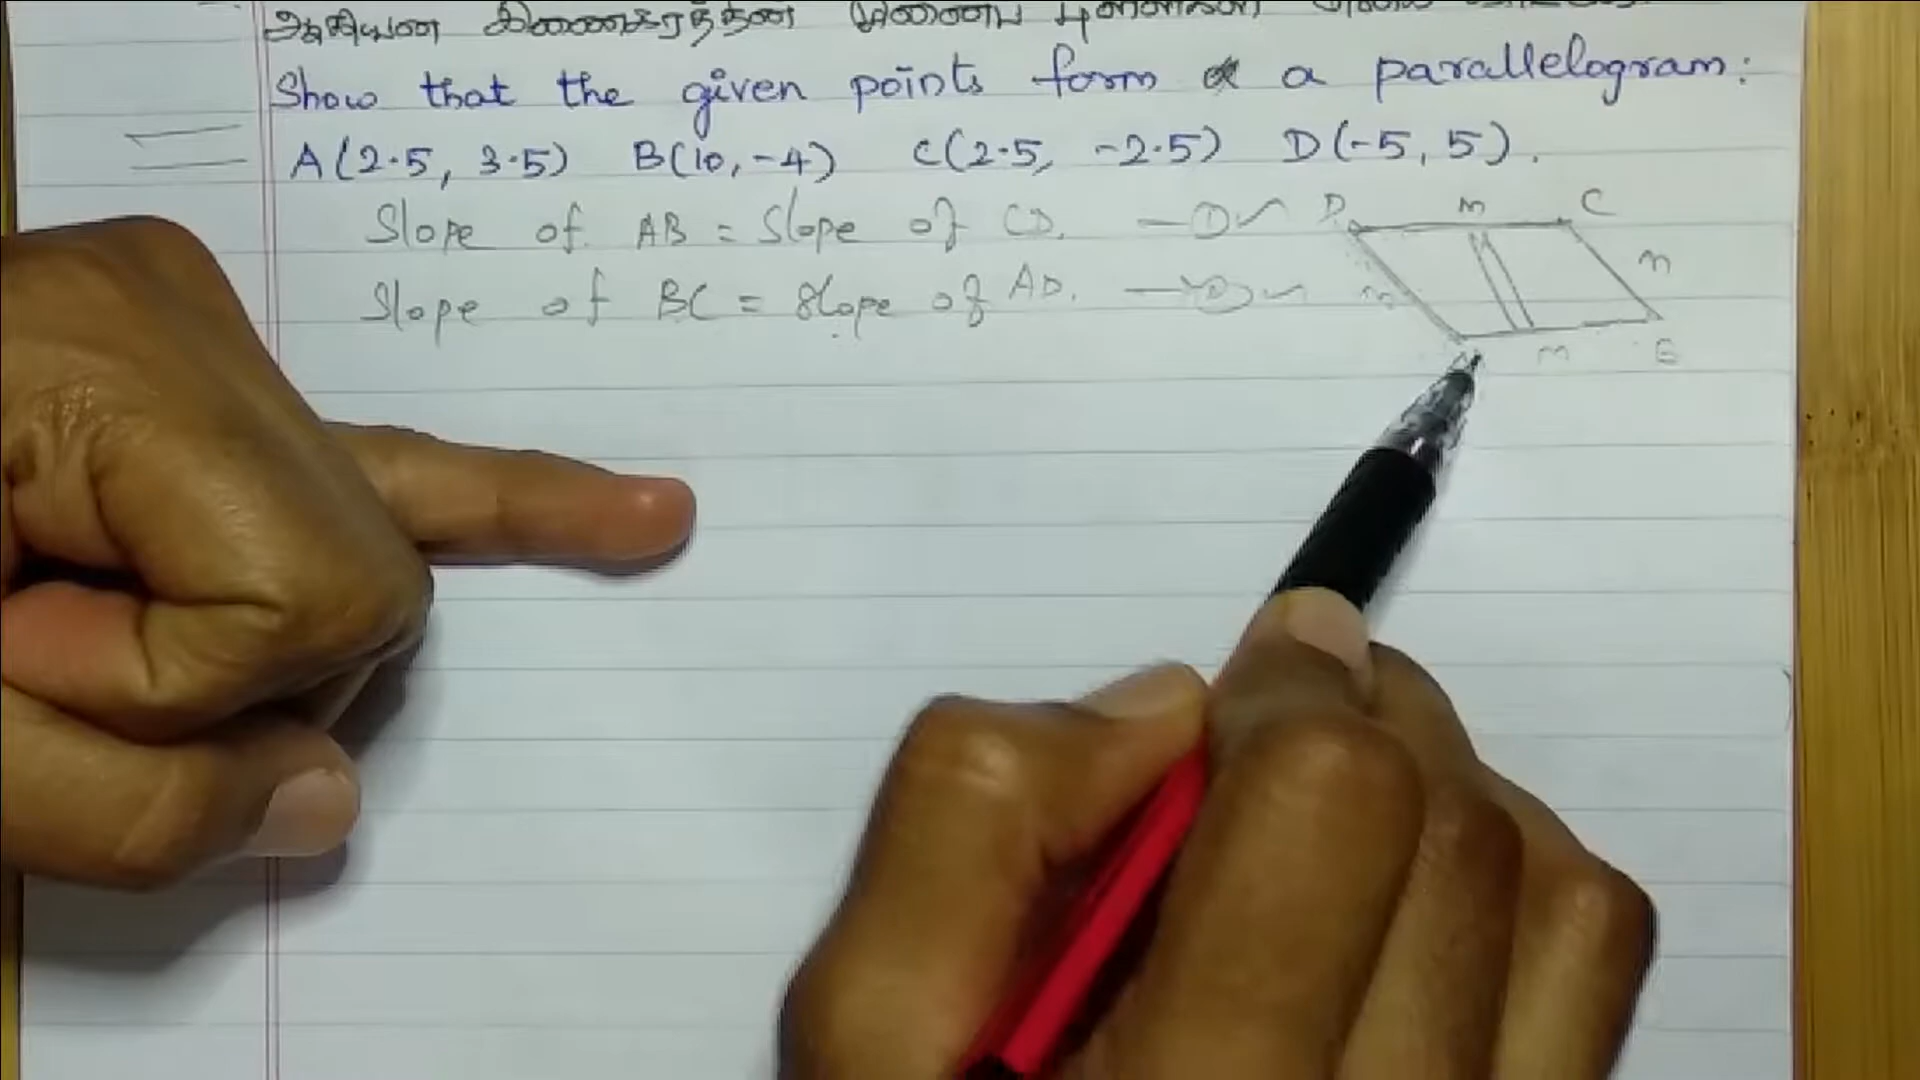 Show that the given points form a parallelogram:
A(2.5, 3.5) B(10, -4) C(2.5, -2.5) D(-5, 5).
Slope of AB = Slope of CD. — ①
Slope of BC = Slope of AD. — ②
D m C
m
m B